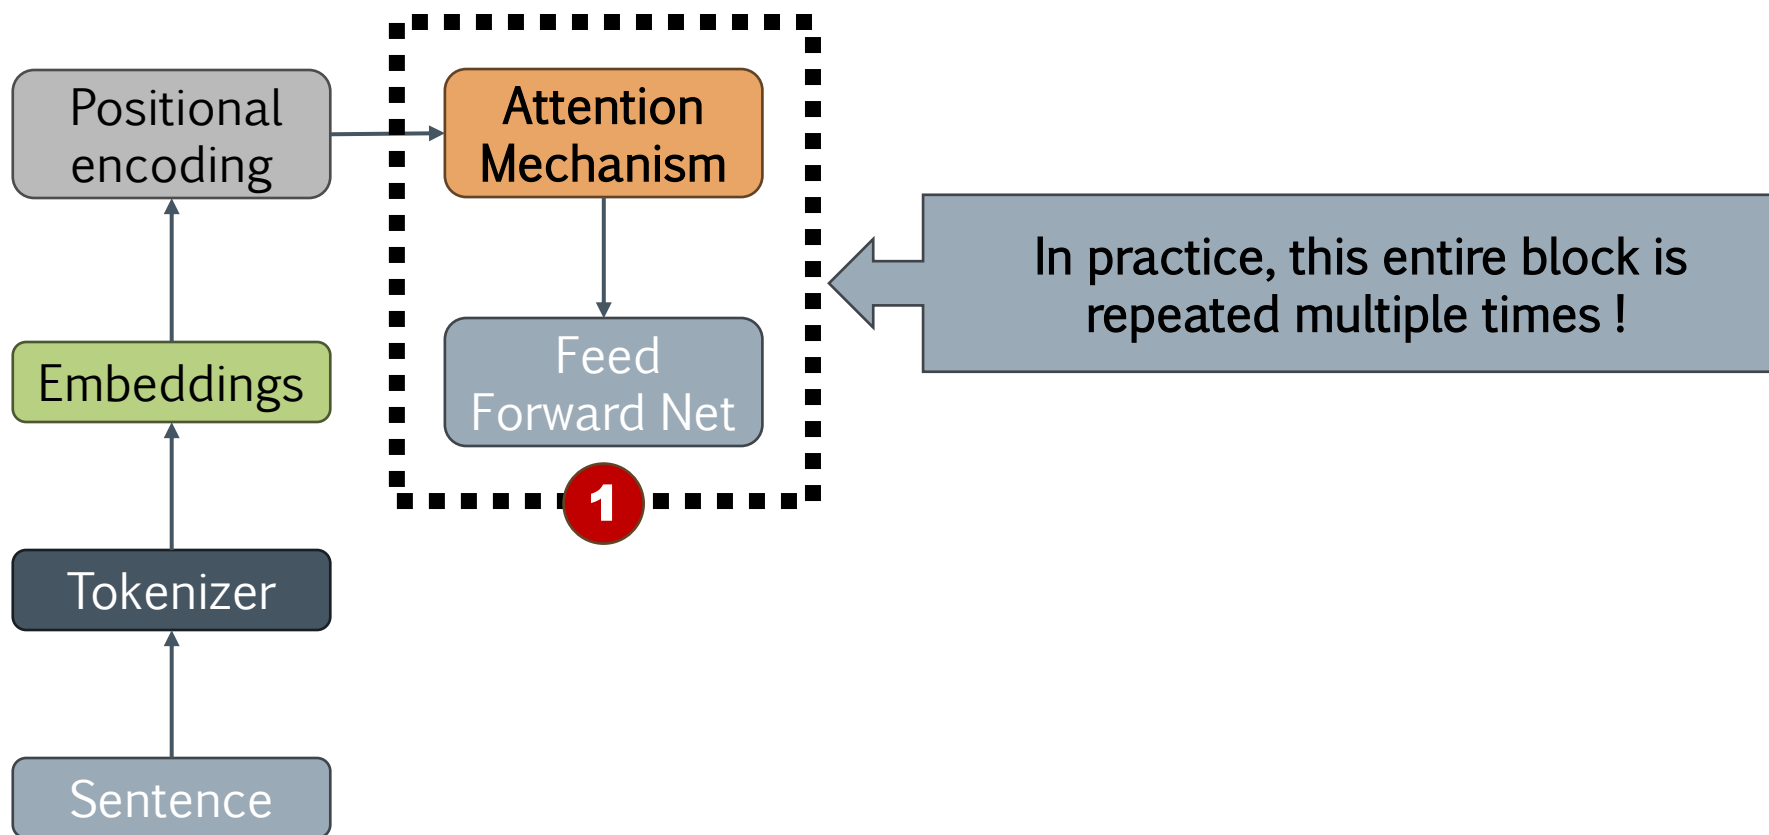 Positional
encoding
Attention
Mechanism
In practice, this entire block is
repeated multiple times !
Embeddings
Feed
Forward Net
1
Tokenizer
Sentence